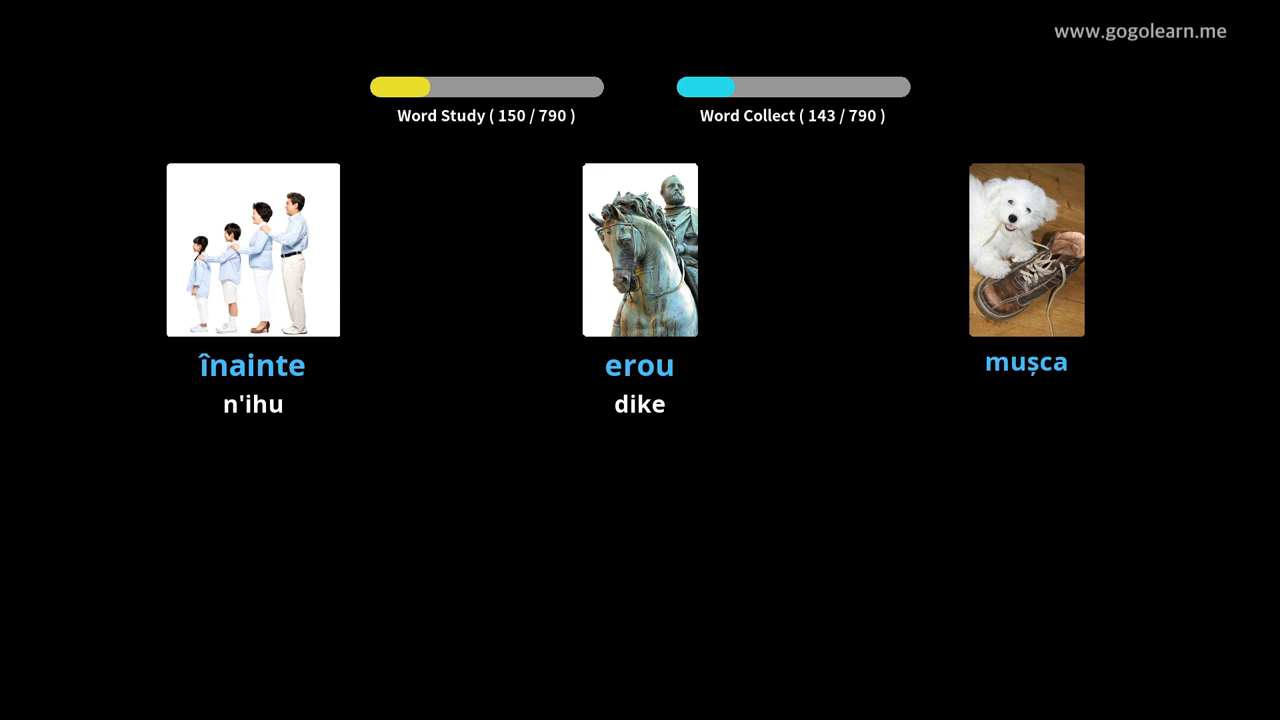 www.gogolearn.me
Word Study ( 150 / 790 )
Word Collect ( 143 / 790 )
înainte
n'ihu
erou
dike
mușca